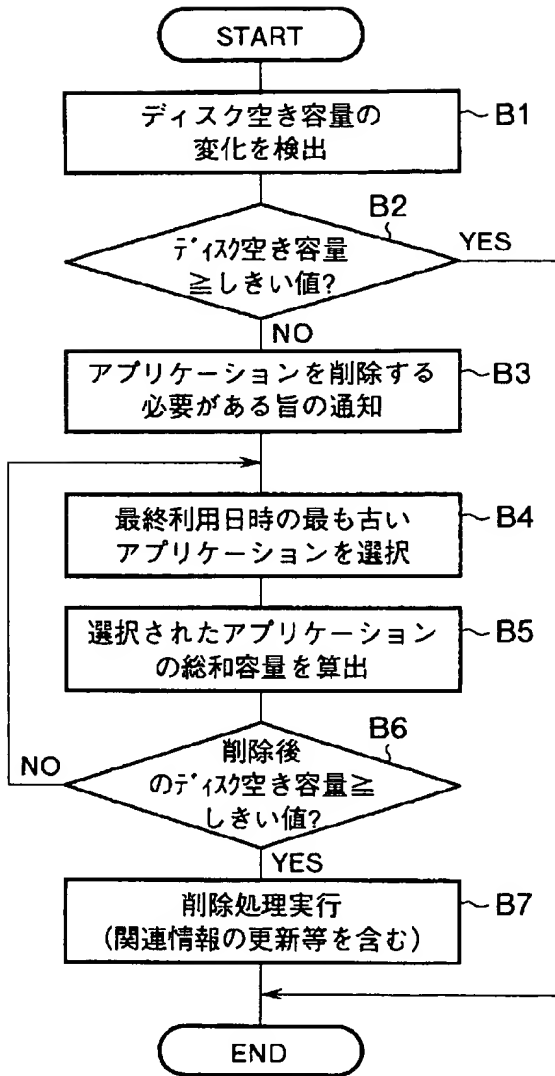 START
ディスク空き容量の
変化を検出
B1
B2
ディスク空き容量
≧しきい値?
YES
NO
アプリケーションを削除する
必要がある旨の通知
B3
最終利用日時の最も古い
アプリケーションを選択
B4
選択されたアプリケーション
の総和容量を算出
B5
B6
削除後
のディスク空き容量≧
しきい値?
NO
YES
削除処理実行
(関連情報の更新等を含む)
B7
END